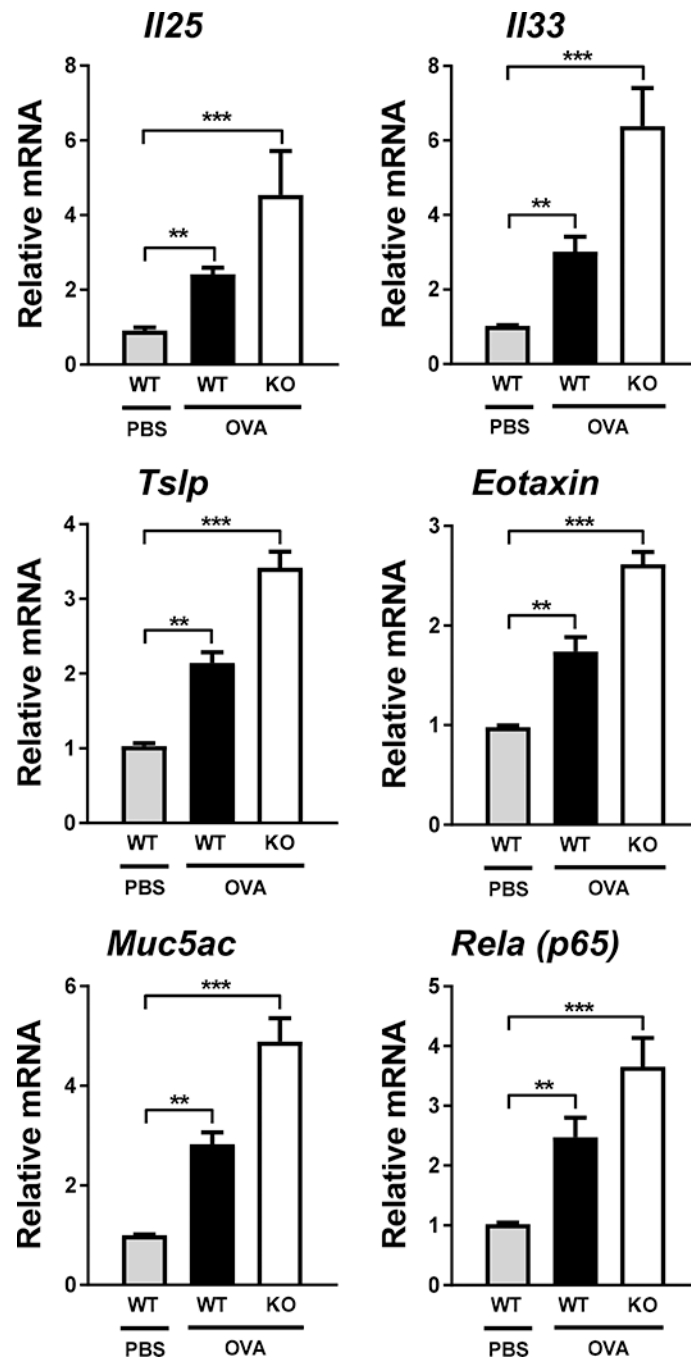 Il25
Relative mRNA
8
6
4
2
0
***
**
WT WT KO
PBS OVA
Il33
Relative mRNA
8
6
4
2
0
***
**
WT WT KO
PBS OVA
Tslp
Relative mRNA
4
3
2
1
0
***
**
WT WT KO
PBS OVA
Eotaxin
Relative mRNA
3
2
1
0
***
**
WT WT KO
PBS OVA
Muc5ac
Relative mRNA
6
4
2
0
***
**
WT WT KO
PBS OVA
Rela (p65)
Relative mRNA
5
4
3
2
1
0
***
**
WT WT KO
PBS OVA